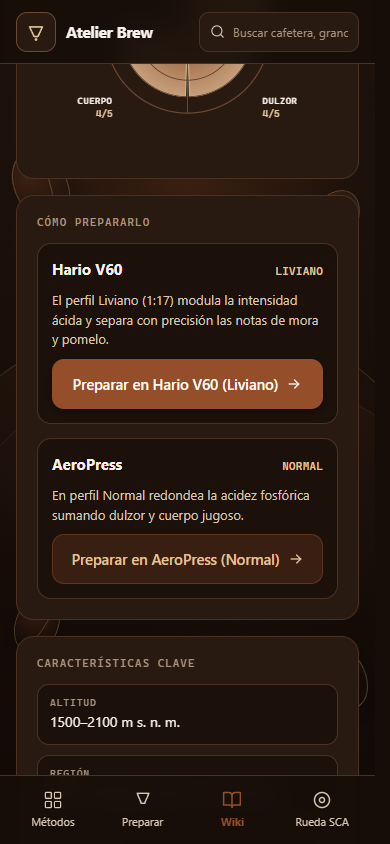 Atelier Brew
Buscar cafetera, granc
CUERPO
4/5
DULZOR
4/5
CÓMO PREPARARLO
Hario V60
LIVIANO
El perfil Liviano (1:17) modula la intensidad
ácida y separa con precisión las notas de mora
y pomelo.
Preparar en Hario V60 (Liviano) →
AeroPress
NORMAL
En perfil Normal redondea la acidez fosfórica
sumando dulzor y cuerpo jugoso.
Preparar en AeroPress (Normal) →
CARACTERÍSTICAS CLAVE
ALTITUD
1500–2100 m s. n. m.
REGIÓN
Métodos
Preparar
Wiki
Rueda SCA